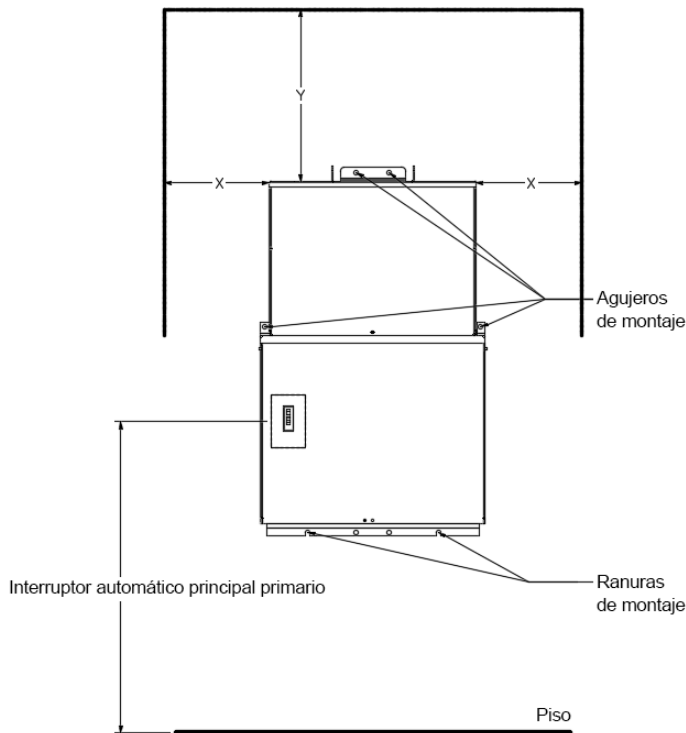 Y
X
X
Agujeros
de montaje
Interruptor automático principal primario
Ranuras
de montaje
Piso